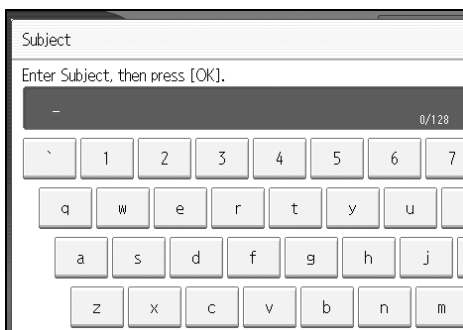 Subject
Enter Subject, then press [OK].
_
0/128
` 1 2 3 4 5 6 7
q w e r t y u
a s d f g h j
z x c v b n m